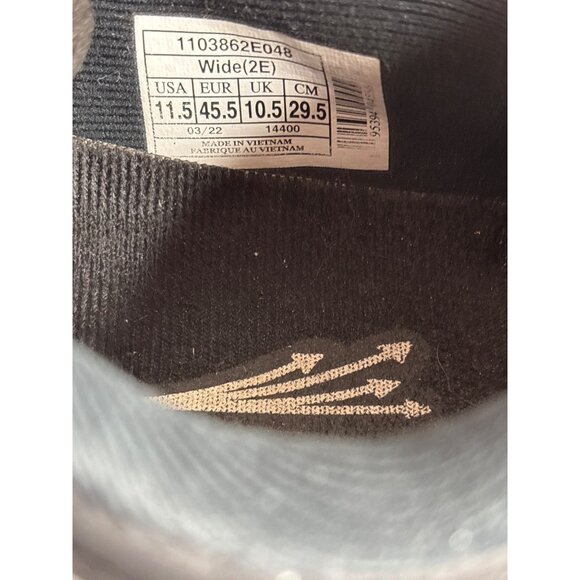 1103862E048
Wide(2E)
USA EUR UK CM
11.5 45.5 10.5 29.5
03/22 14400
MADE IN VIETNAM
FABRIQUE AU VIETNAM